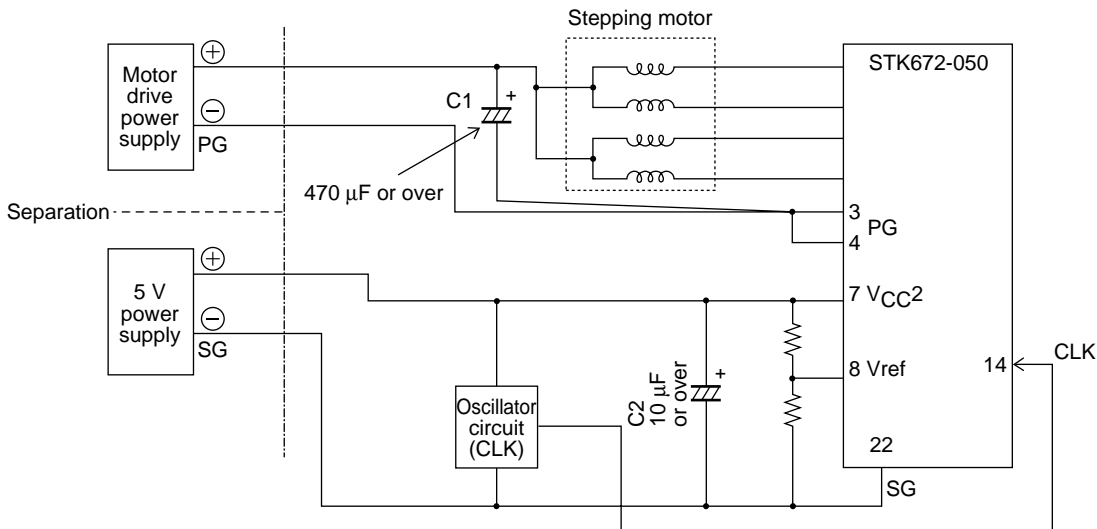 Stepping motor
STK672-050
Motor
drive
power
supply
+
−
PG
C1
+
470 µF or over
Separation
3
PG
4
5 V
power
supply
+
−
SG
7 VCC2
8 Vref
14
CLK
Oscillator
circuit
(CLK)
C2
10 µF
or over
+
22
SG